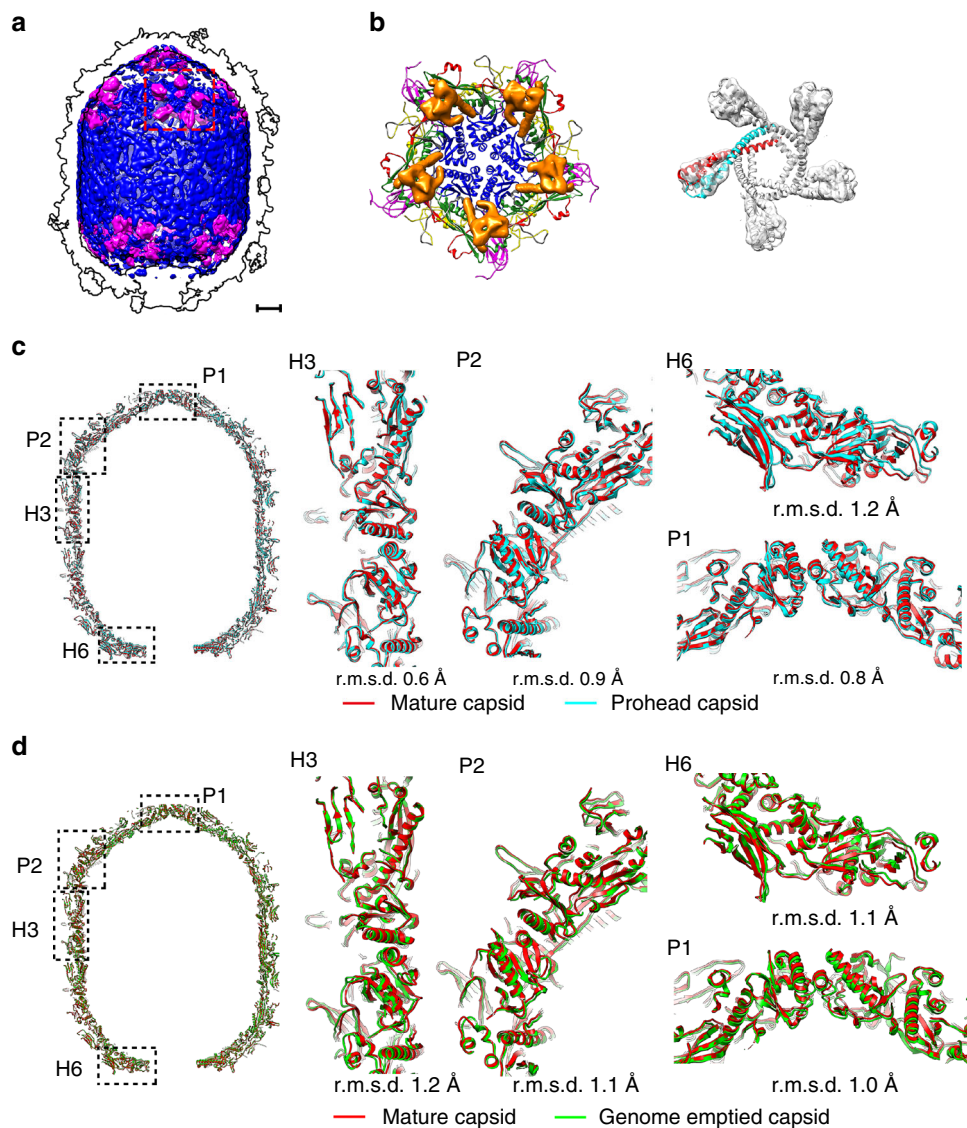 a
b
c
P1
P2
H3
H6
H3
r.m.s.d. 0.6 Å
P2
r.m.s.d. 0.9 Å
H6
r.m.s.d. 1.2 Å
P1
r.m.s.d. 0.8 Å
Mature capsid
Prohead capsid
d
P1
P2
H3
H6
H3
r.m.s.d. 1.2 Å
P2
r.m.s.d. 1.1 Å
H6
r.m.s.d. 1.1 Å
P1
r.m.s.d. 1.0 Å
Mature capsid
Genome emptied capsid